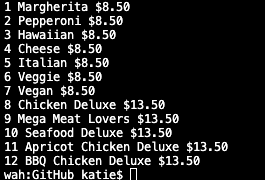 1 Margherita $8.50
2 Pepperoni $8.50
3 Hawaiian $8.50
4 Cheese $8.50
5 Italian $8.50
6 Veggie $8.50
7 Vegan $8.50
8 Chicken Deluxe $13.50
9 Mega Meat Lovers $13.50
10 Seafood Deluxe $13.50
11 Apricot Chicken Deluxe $13.50
12 BBQ Chicken Deluxe $13.50
wah:GitHub katie$